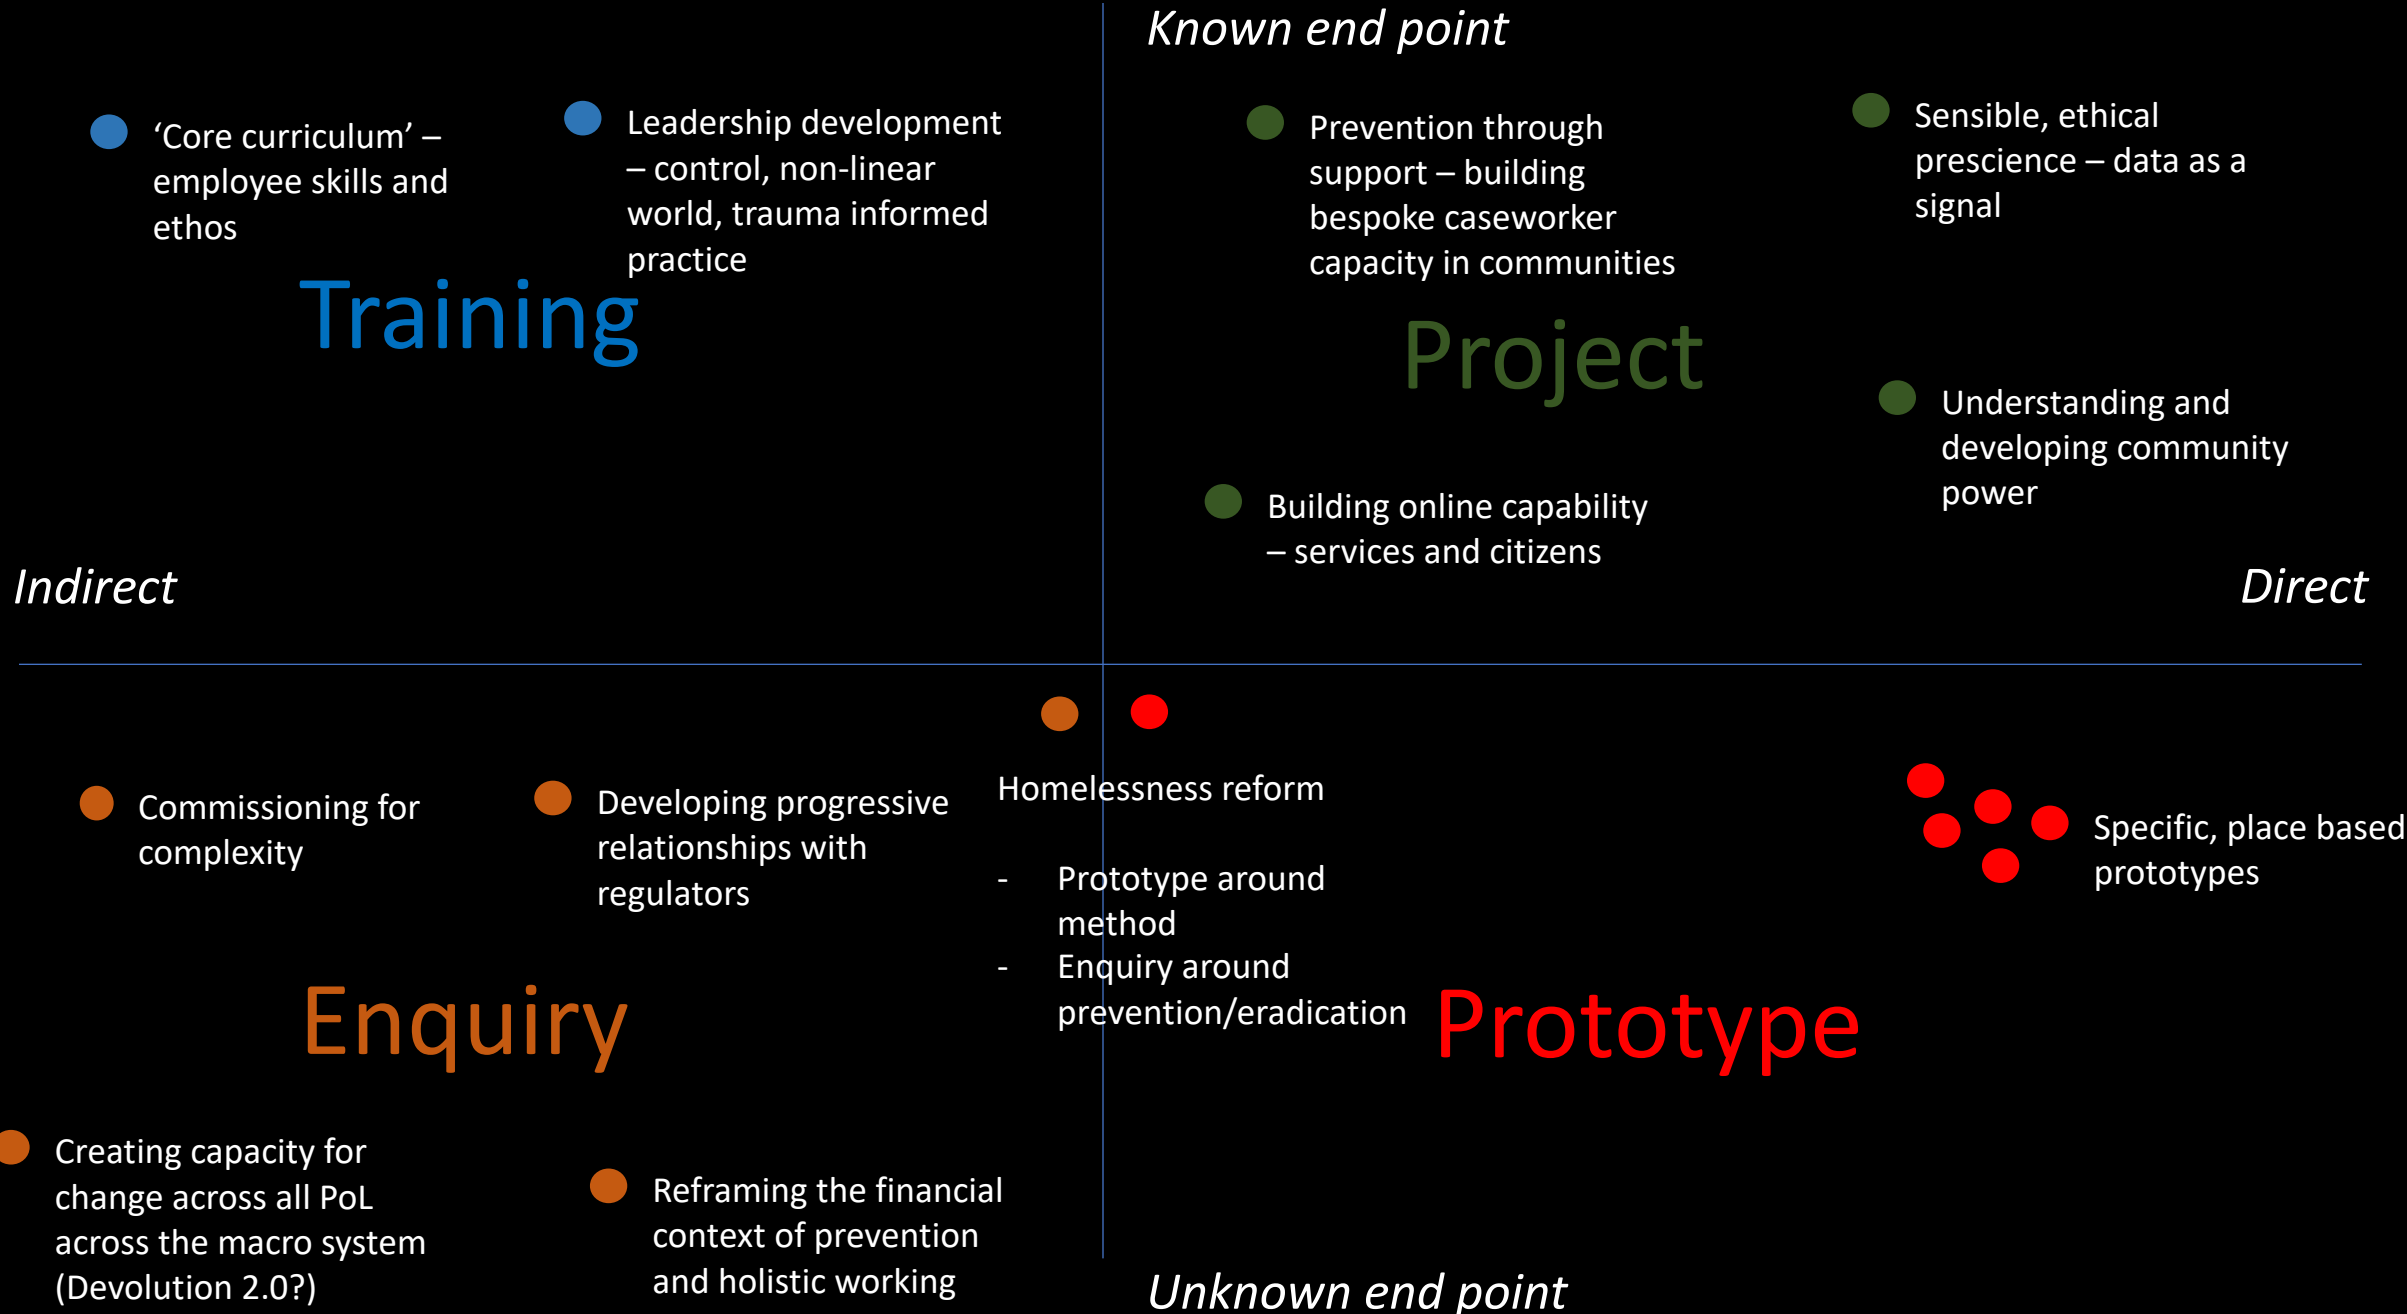 Known end point
‘Core curriculum’ –
employee skills and
ethos
Leadership development
– control, non-linear
world, trauma informed
practice
Training
Prevention through
support – building
bespoke caseworker
capacity in communities
Sensible, ethical
prescience – data as a
signal
Project
Understanding and
developing community
power
Building online capability
– services and citizens
Indirect
Direct
Commissioning for
complexity
Developing progressive
relationships with
regulators
Homelessness reform
- Prototype around
method
- Enquiry around
prevention/eradication
Specific, place based
prototypes
Enquiry
Prototype
Creating capacity for
change across all PoL
across the macro system
(Devolution 2.0?)
Reframing the financial
context of prevention
and holistic working
Unknown end point